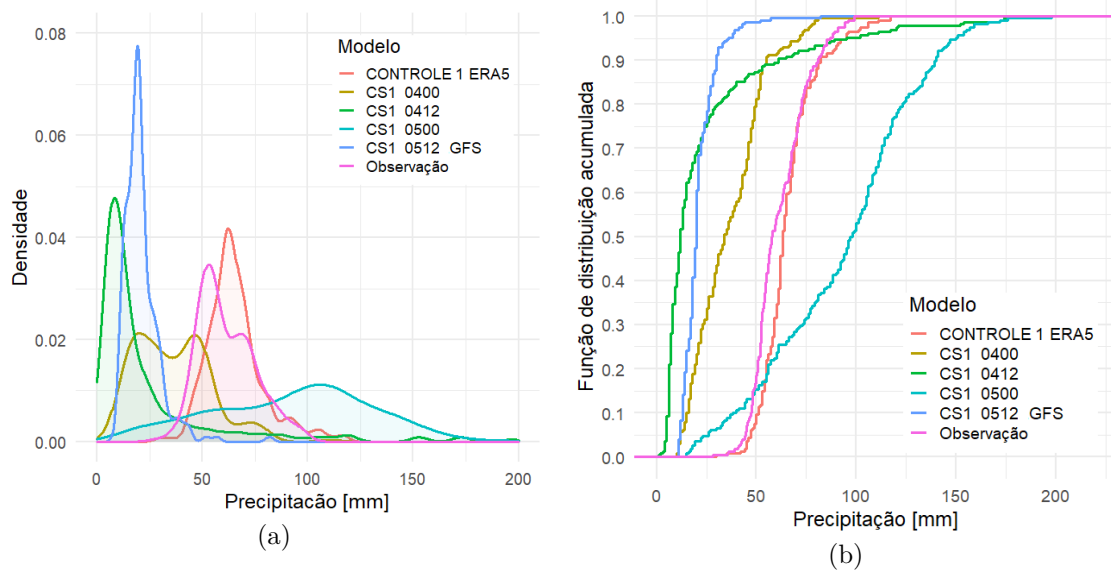 0.08
0.06
0.04
0.02
0.00
Densidade
0
50
100
150
200
Precipitacão [mm]
Modelo
CONTROLE 1 ERA5
CS1 0400
CS1 0412
CS1 0500
CS1 0512 GFS
Observação
(a)
1.0
0.9
0.8
0.7
0.6
0.5
0.4
0.3
0.2
0.1
0.0
Função de distribuição acumulada
0
50
100
150
200
Precipitação [mm]
Modelo
CONTROLE 1 ERA5
CS1 0400
CS1 0412
CS1 0500
CS1 0512 GFS
Observação
(b)